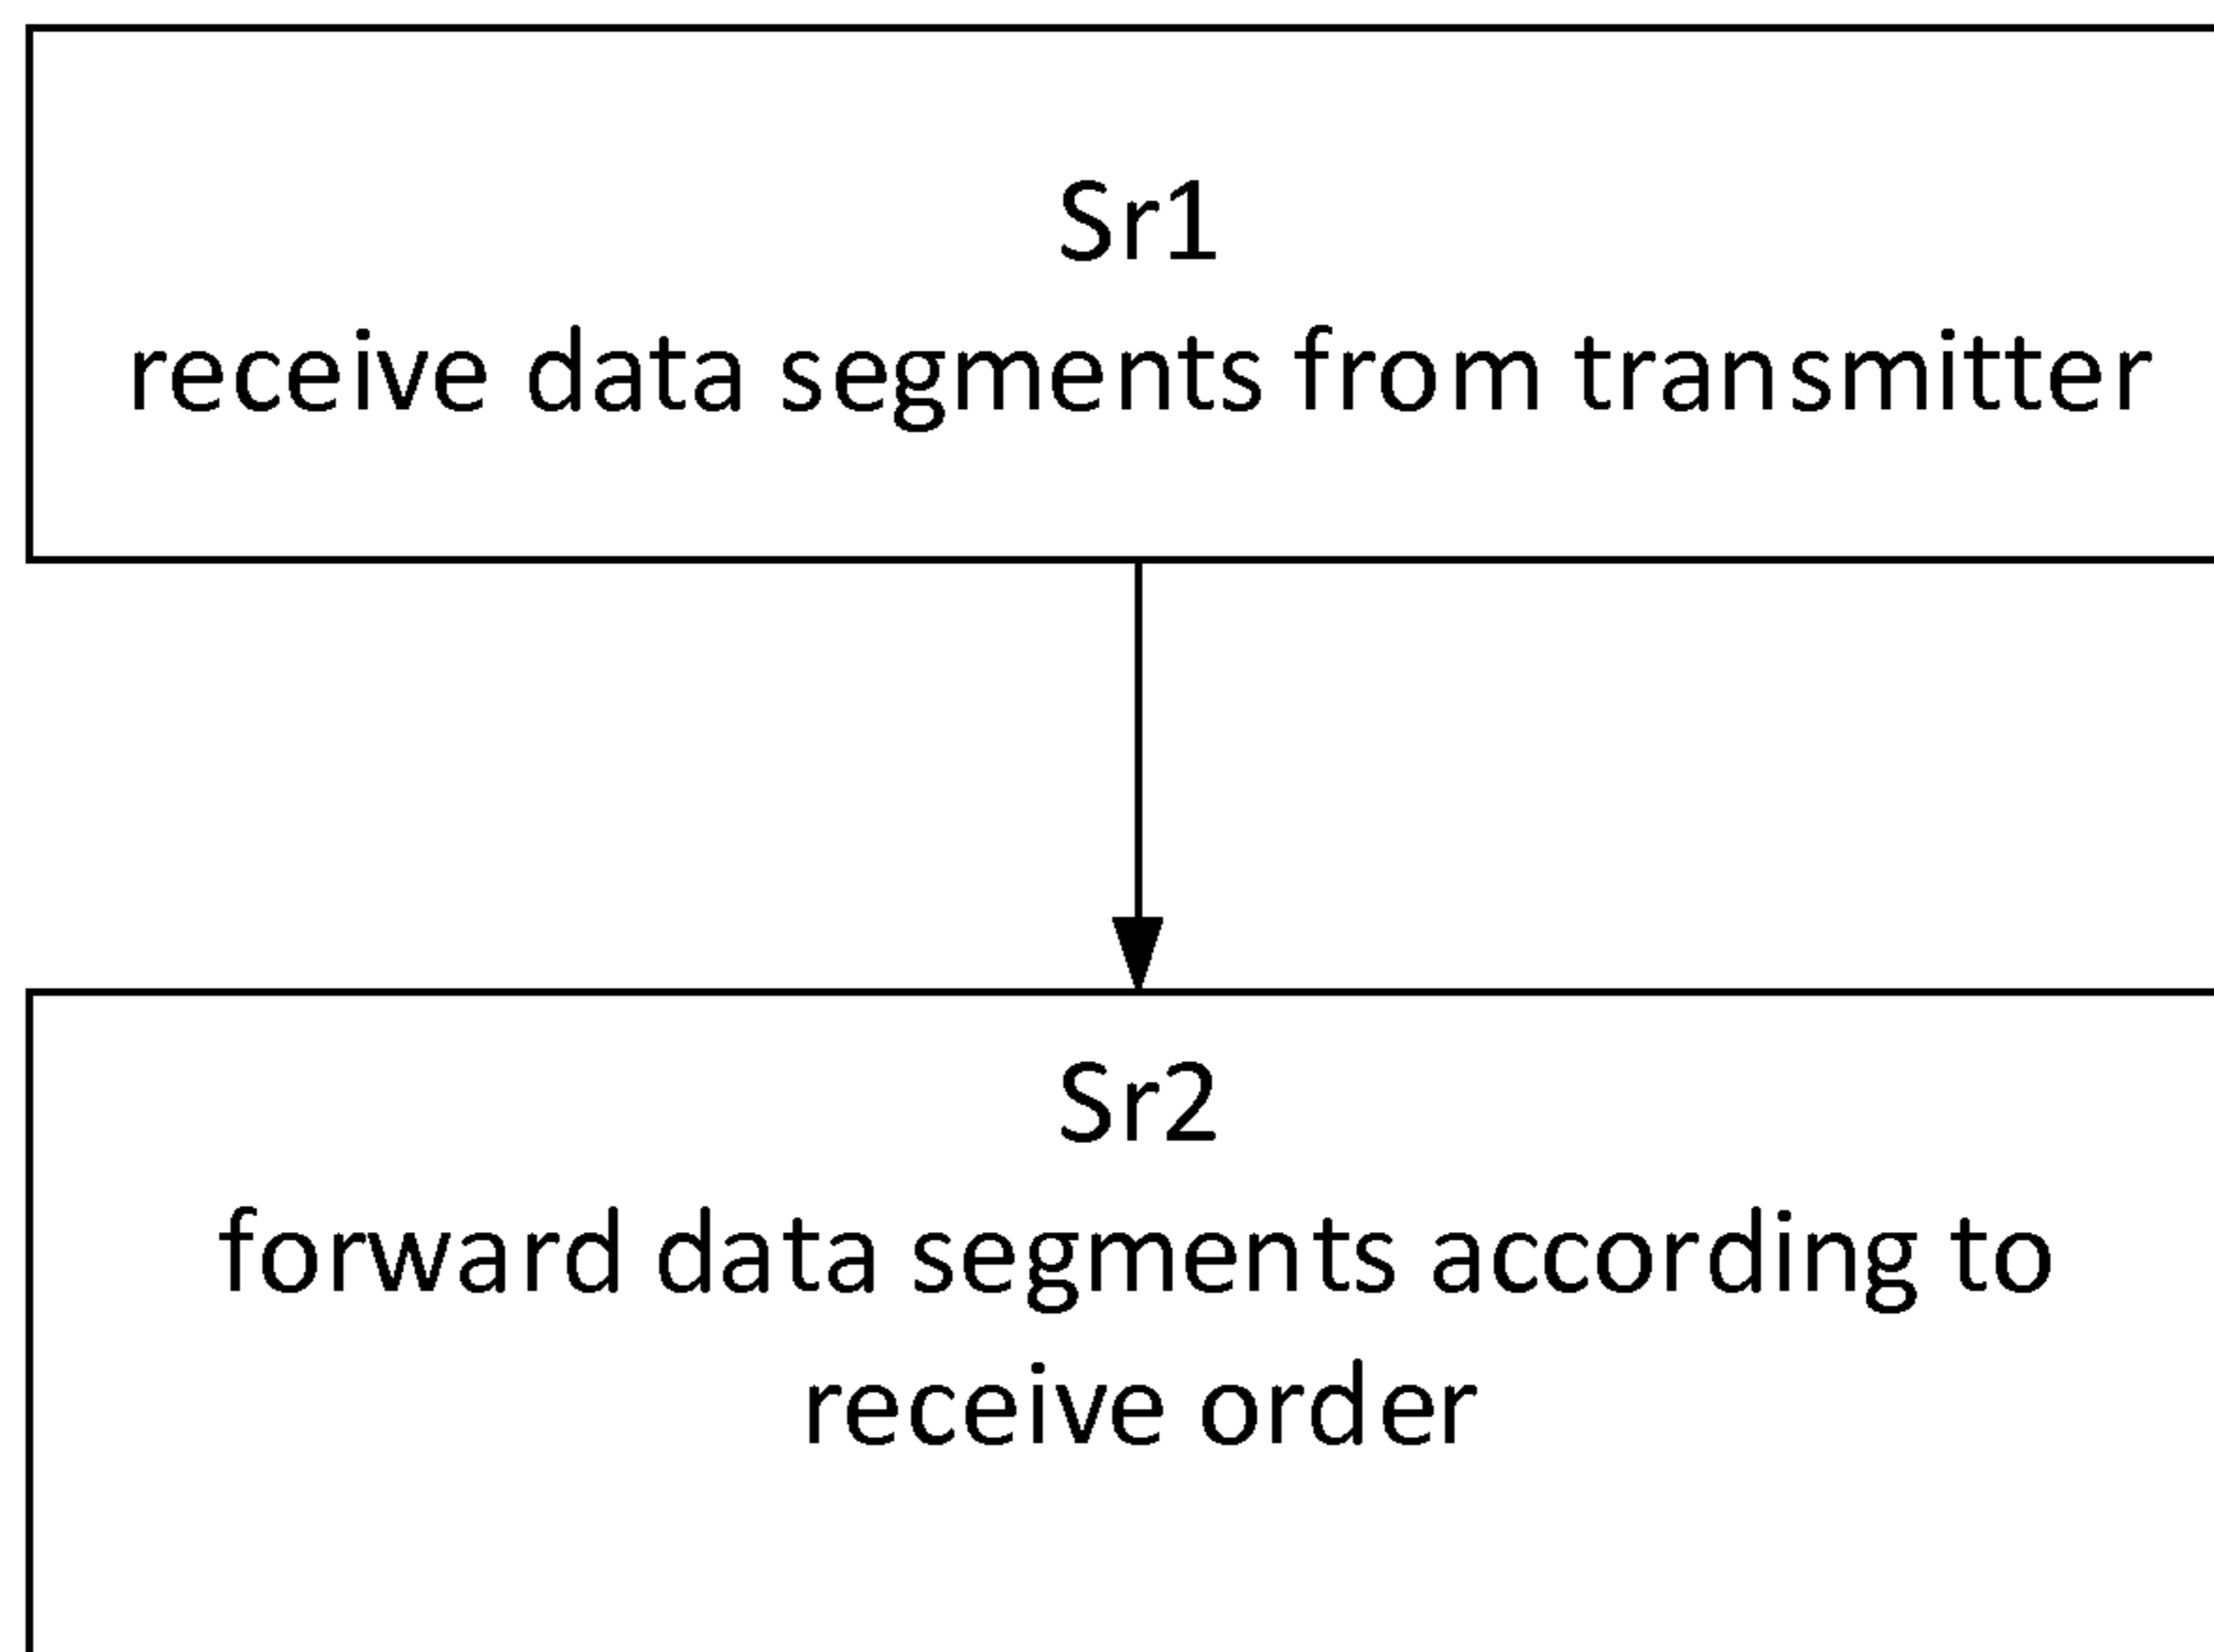 Sr1
receive data segments from transmitter
Sr2
forward data segments according to
receive order